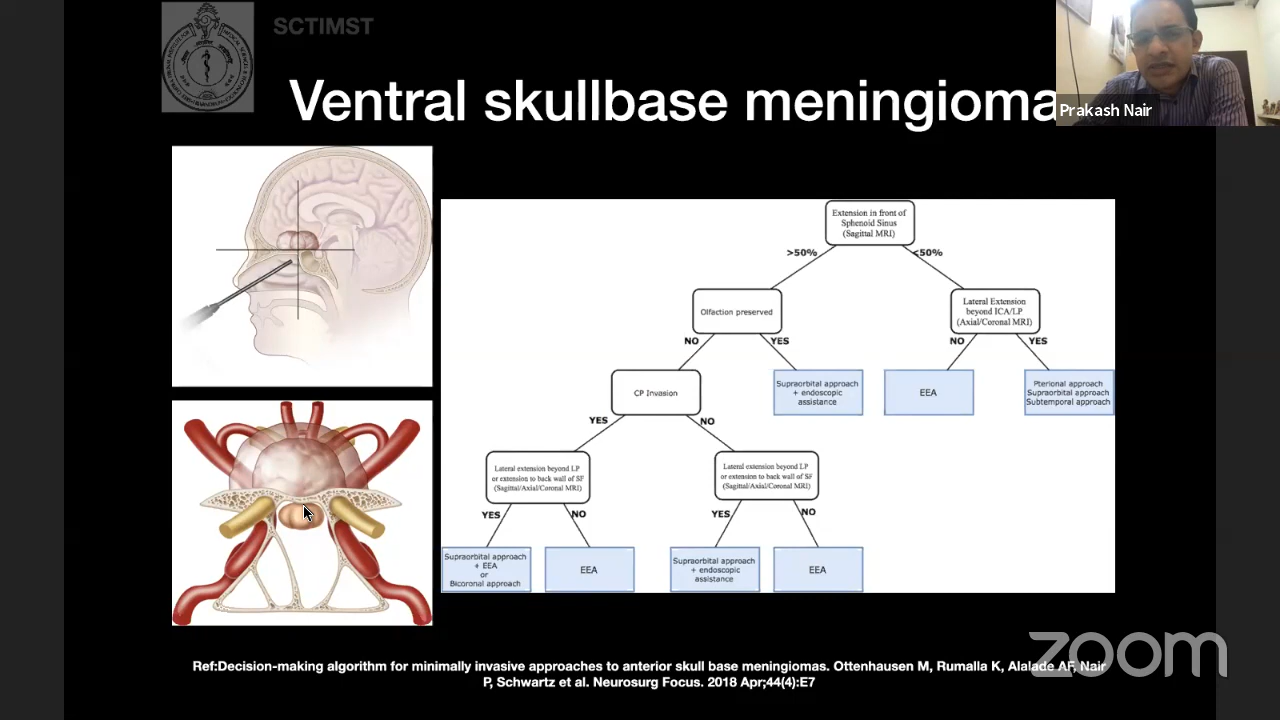 SCTIMST
Ventral skullbase meningioma
Prakash Nair
Extension in front of
Sphenoid Sinus
(Sagittal MRI)
>50%
<50%
Olfaction preserved
Lateral Extension
beyond ICA/LP
(Axial/Coronal MRI)
NO
YES
NO
YES
CP Invasion
Supraorbital approach
+ endoscopic
assistance
EEA
Pterional approach
Supraorbital approach
Subtemporal approach
YES
NO
Lateral extension beyond LP
or extension to back wall of SF
(Sagittal/Axial/Coronal MRI)
Lateral extension beyond LP
or extension to back wall of SF
(Sagittal/Axial/Coronal MRI)
YES
NO
YES
NO
Supraorbital approach
+ EEA
or
Bicoronal approach
EEA
Supraorbital approach
+ endoscopic
assistance
EEA
Ref:Decision-making algorithm for minimally invasive approaches to anterior skull base meningiomas. Ottenhausen M, Rumalla K, Alalade AF, Nair
P, Schwartz et al. Neurosurg Focus. 2018 Apr;44(4):E7
zoom